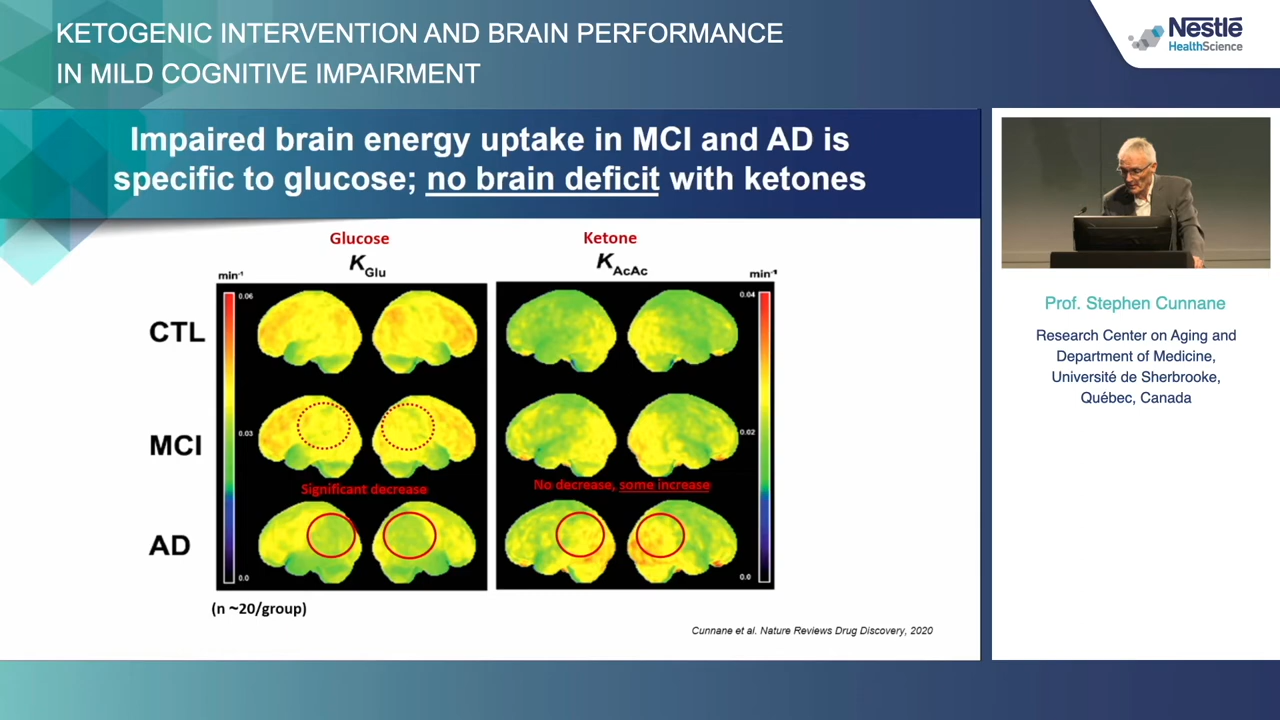 KETOGENIC INTERVENTION AND BRAIN PERFORMANCE
IN MILD COGNITIVE IMPAIRMENT
Nestlé
HealthScience
Impaired brain energy uptake in MCI and AD is
specific to glucose; no brain deficit with ketones
Glucose
Ketone
KGlu
KAcAc
min-1
min-1
0.06
0.04
CTL
MCI
0.03
0.02
Significant decrease
No decrease, some increase
AD
0.0
0.0
(n ~20/group)
Cunnane et al. Nature Reviews Drug Discovery, 2020
Prof. Stephen Cunnane
Research Center on Aging and
Department of Medicine,
Université de Sherbrooke,
Québec, Canada